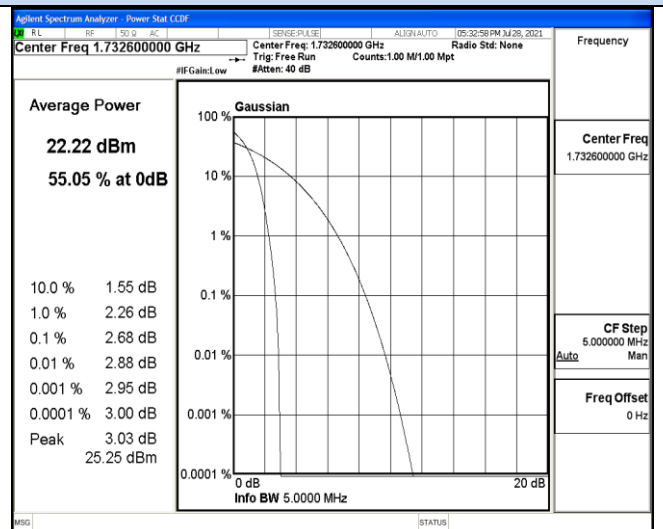 Agilent Spectrum Analyzer - Power Stat CCDF
LXI RL RF 50 Ω AC SENSE:PULSE ALIGNAUTO 05:32:58 PM Jul 28, 2021
Center Freq 1.732600000 GHz
Center Freq: 1.732600000 GHz Radio Std: None
Trig: Free Run Counts:1.00 M/1.00 Mpt
#IFGain:Low #Atten: 40 dB
Frequency
Average Power
22.22 dBm
55.05 % at 0dB
10.0 % 1.55 dB
1.0 % 2.26 dB
0.1 % 2.68 dB
0.01 % 2.88 dB
0.001 % 2.95 dB
0.0001 % 3.00 dB
Peak 3.03 dB
25.25 dBm
Gaussian
100 %
10 %
1 %
0.1 %
0.01 %
0.001 %
0.0001 %
0 dB 20 dB
Info BW 5.0000 MHz
Center Freq
1.732600000 GHz
CF Step
5.000000 MHz
Auto Man
Freq Offset
0 Hz
MSG STATUS